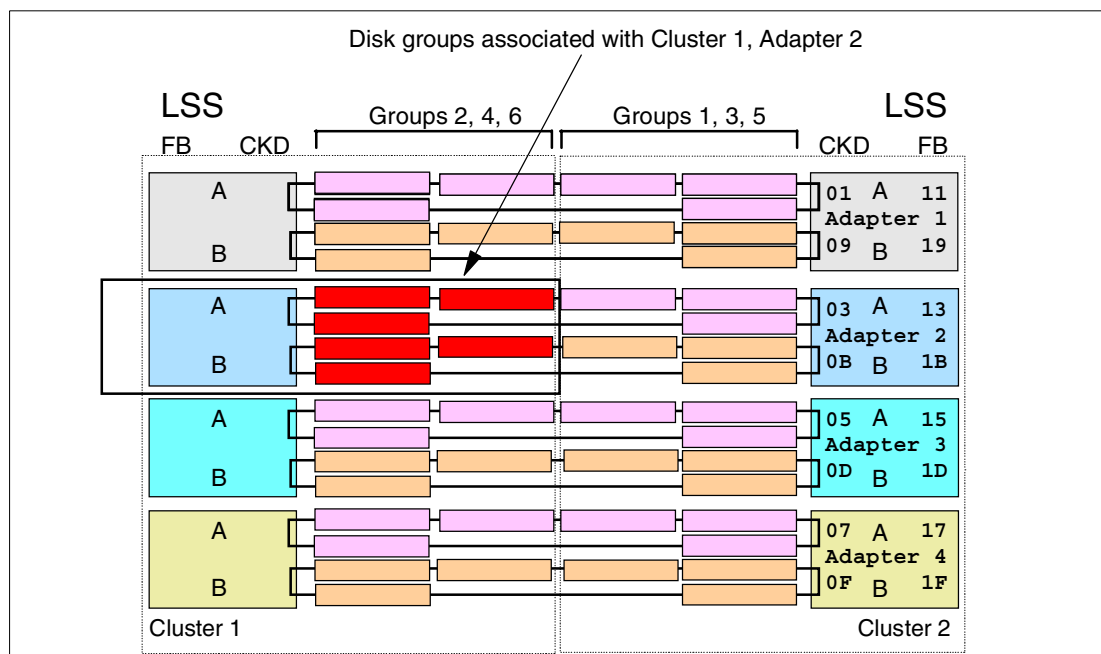 Disk groups associated with Cluster 1, Adapter 2
LSS LSS
Groups 2, 4, 6 Groups 1, 3, 5
FB CKD CKD FB
A 01 A 11
Adapter 1
B 09 B 19
A 03 A 13
Adapter 2
B 0B B 1B
A 05 A 15
Adapter 3
B 0D B 1D
A 07 A 17
Adapter 4
B 0F B 1F
Cluster 1 Cluster 2